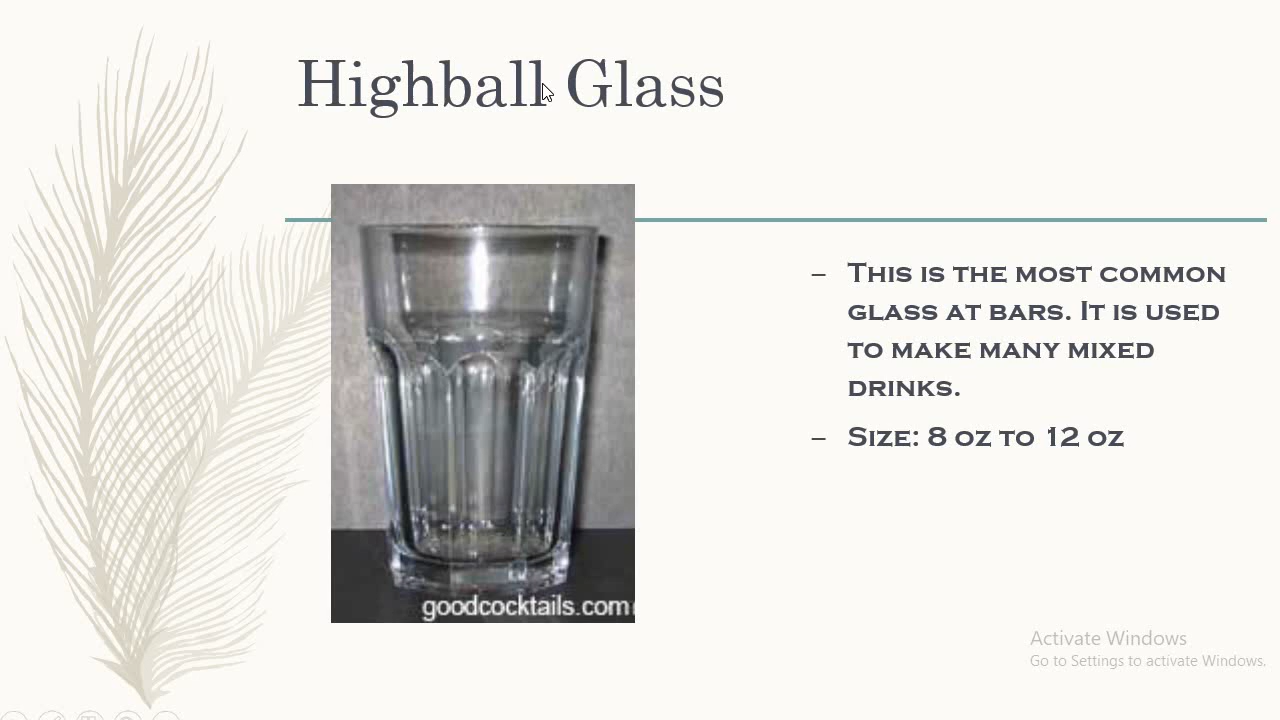 Highball Glass
– This is the most common
glass at bars. It is used
to make many mixed
drinks.
– Size: 8 oz to 12 oz
goodcocktails.com
Activate Windows
Go to Settings to activate Windows.